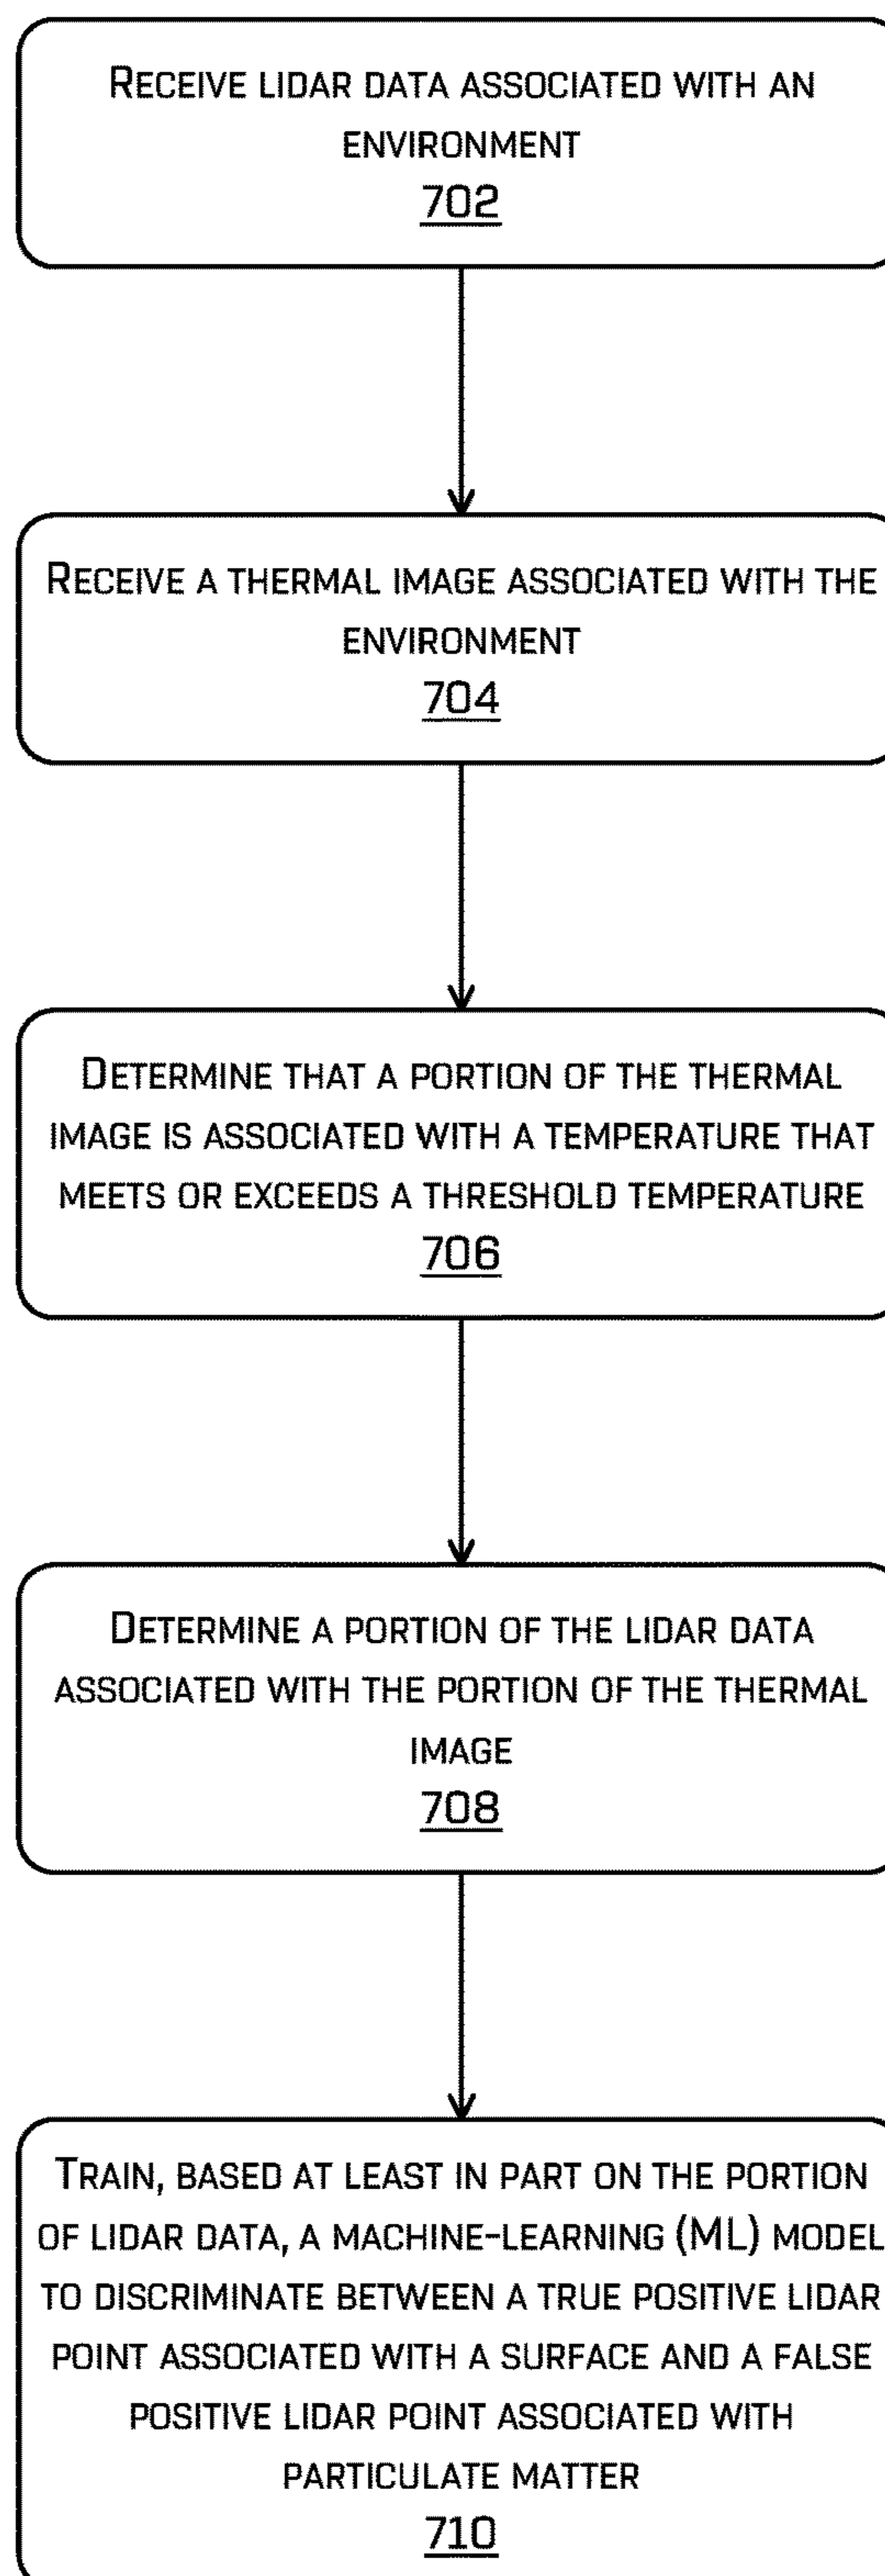 RECEIVE LIDAR DATA ASSOCIATED WITH AN
ENVIRONMENT
702
RECEIVE A THERMAL IMAGE ASSOCIATED WITH THE
ENVIRONMENT
704
DETERMINE THAT A PORTION OF THE THERMAL
IMAGE IS ASSOCIATED WITH A TEMPERATURE THAT
MEETS OR EXCEEDS A THRESHOLD TEMPERATURE
706
DETERMINE A PORTION OF THE LIDAR DATA
ASSOCIATED WITH THE PORTION OF THE THERMAL
IMAGE
708
TRAIN, BASED AT LEAST IN PART ON THE PORTION
OF LIDAR DATA, A MACHINE-LEARNING (ML) MODEL
TO DISCRIMINATE BETWEEN A TRUE POSITIVE LIDAR
POINT ASSOCIATED WITH A SURFACE AND A FALSE
POSITIVE LIDAR POINT ASSOCIATED WITH
PARTICULATE MATTER
710